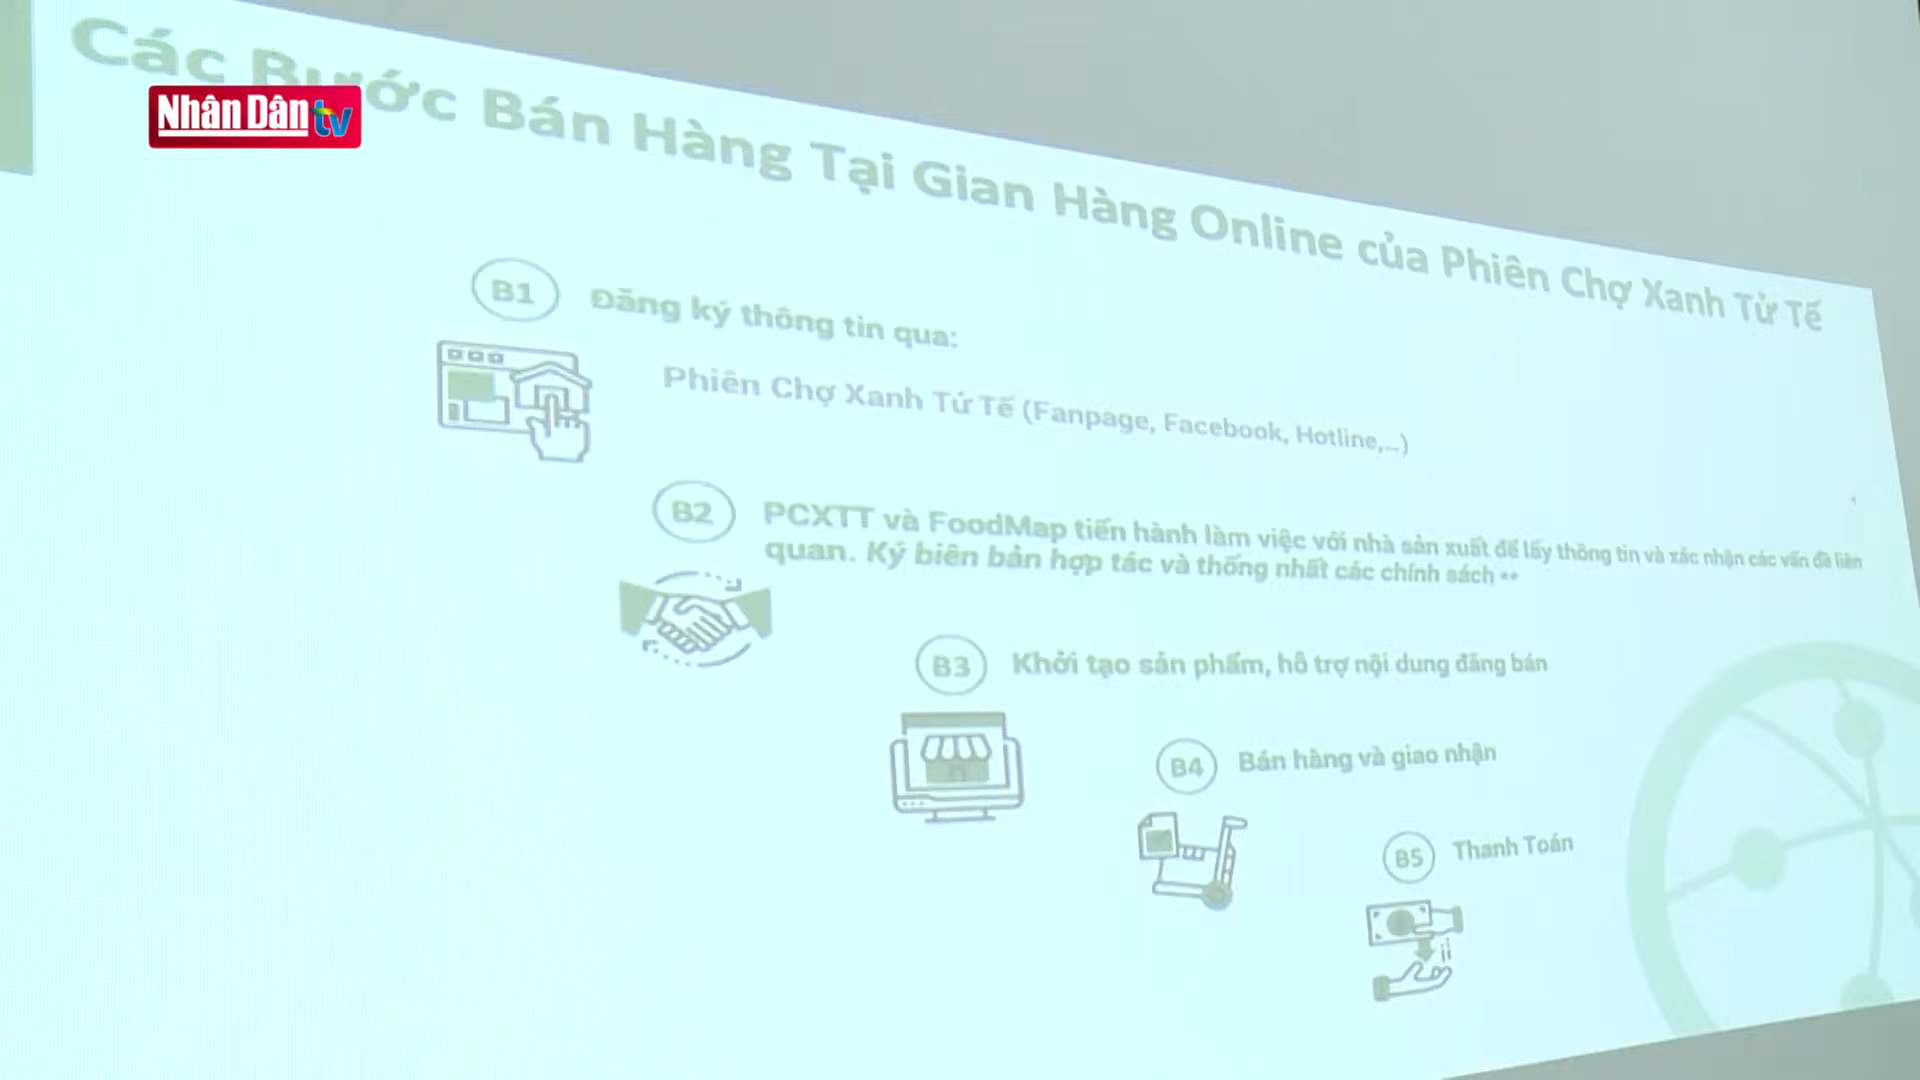 Các Bước Bán Hàng Tại Gian Hàng Online của Phiên Chợ Xanh Tử Tế
Nhân Dân tv
B1 Đăng ký thông tin qua:
Phiên Chợ Xanh Tử Tế (Fanpage, Facebook, Hotline,...)
B2 PCXTT và FoodMap tiến hành làm việc với nhà sản xuất để lấy thông tin và xác nhận các vấn đề liên
quan. Ký biên bản hợp tác và thống nhất các chính sách **
B3 Khởi tạo sản phẩm, hỗ trợ nội dung đăng bán
B4 Bán hàng và giao nhận
B5 Thanh Toán